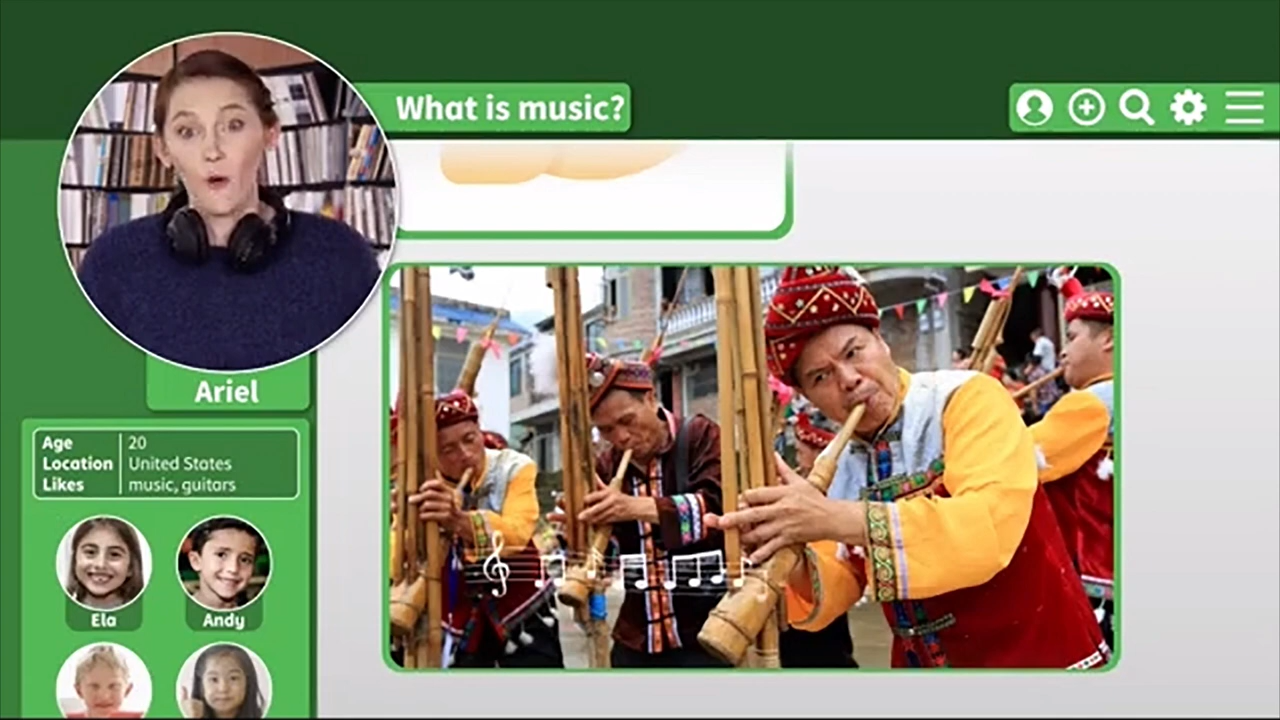 What is music?
Ariel
Age 20
Location United States
Likes music, guitars
Ela Andy